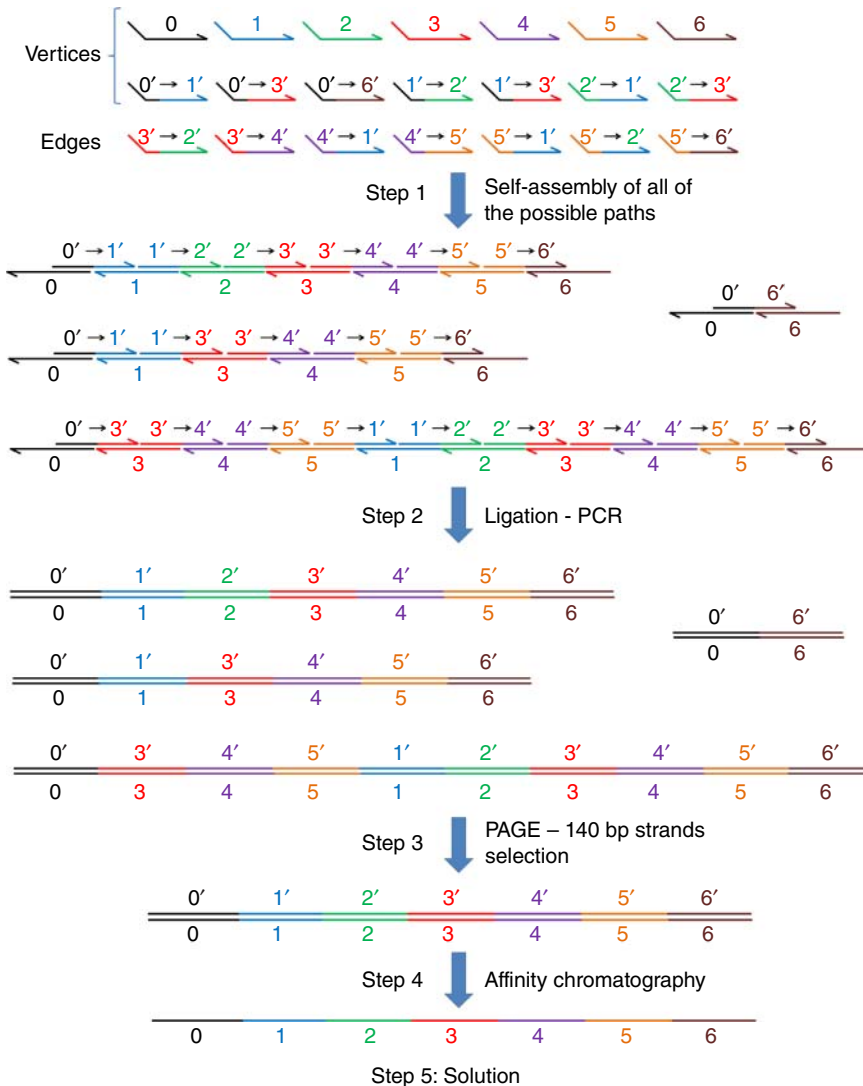 0 1 2 3 4 5 6
Vertices
0′ → 1′ 0′ → 3′ 0′ → 6′ 1′ → 2′ 1′ → 3′ 2′ → 1′ 2′ → 3′
Edges
3′ → 2′ 3′ → 4′ 4′ → 1′ 4′ → 5′ 5′ → 1′ 5′ → 2′ 5′ → 6′
Step 1
Self-assembly of all of
the possible paths
0′ → 1′ 1′ → 2′ 2′ → 3′ 3′ → 4′ 4′ → 5′ 5′ → 6′
0 1 2 3 4 5 6
0′ 6′
0 6
0′ → 1′ 1′ → 3′ 3′ → 4′ 4′ → 5′ 5′ → 6′
0 1 3 4 5 6
0′ → 3′ 3′ → 4′ 4′ → 5′ 5′ → 1′ 1′ → 2′ 2′ → 3′ 3′ → 4′ 4′ → 5′ 5′ → 6′
0 3 4 5 1 2 3 4 5 6
Step 2
Ligation - PCR
0′ 1′ 2′ 3′ 4′ 5′ 6′
0 1 2 3 4 5 6
0′ 6′
0 6
0′ 1′ 3′ 4′ 5′ 6′
0 1 3 4 5 6
0′ 3′ 4′ 5′ 1′ 2′ 3′ 4′ 5′ 6′
0 3 4 5 1 2 3 4 5 6
Step 3
PAGE – 140 bp strands
selection
0′ 1′ 2′ 3′ 4′ 5′ 6′
0 1 2 3 4 5 6
Step 4
Affinity chromatography
0 1 2 3 4 5 6
Step 5: Solution